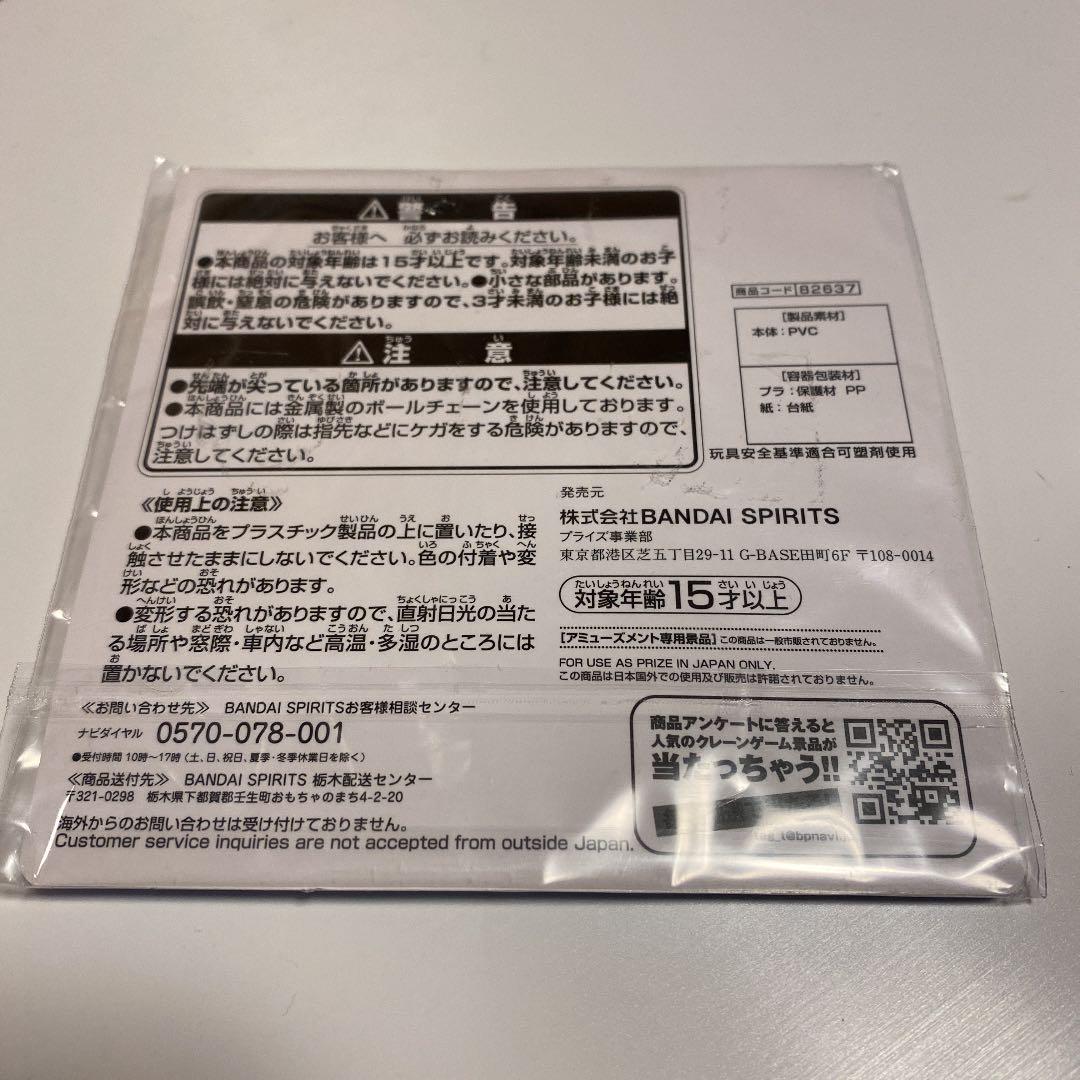 ⚠警告
お客様へ 必ずお読みください。
●本商品の対象年齢は15才以上です。対象年齢未満のお子
様には絶対に与えないでください。●小さな部品があります。
誤飲・窒息の危険がありますので、3才未満のお子様には絶
対に与えないでください。
⚠注意
●先端が尖っている箇所がありますので、注意してください。
●本商品には金属製のボールチェーンを使用しております。
つけはずしの際は指先などにケガをする危険がありますので、
注意してください。
《使用上の注意》
●本商品をプラスチック製品の上に置いたり、接
触させたままにしないでください。色の付着や変
形などの恐れがあります。
●変形する恐れがありますので、直射日光の当た
る場所や窓際・車内など高温・多湿のところには
置かないでください。
商品コード 82637
[製品素材]
本体:PVC
[容器包装材]
プラ:保護材 PP
紙:台紙
玩具安全基準適合可塑剤使用
発売元
株式会社BANDAI SPIRITS
プライズ事業部
東京都港区芝五丁目29-11 G-BASE田町6F 〒108-0014
対象年齢15才以上
[アミューズメント専用景品] この商品は一般市販されておりません。
FOR USE AS PRIZE IN JAPAN ONLY.
この商品は日本国外での使用及び販売は許諾されておりません。
≪お問い合わせ先≫ BANDAI SPIRITSお客様相談センター
ナビダイヤル 0570-078-001
●受付時間 10時〜17時(土、日、祝日、夏季・冬季休業日を除く)
≪商品送付先≫ BANDAI SPIRITS 栃木配送センター
〒321-0298 栃木県下都賀郡壬生町おもちゃのまち4-2-20
海外からのお問い合わせは受け付けておりません。
Customer service inquiries are not accepted from outside Japan.
商品アンケートに答えると
人気のクレーンゲーム景品が
当たっちゃう!!